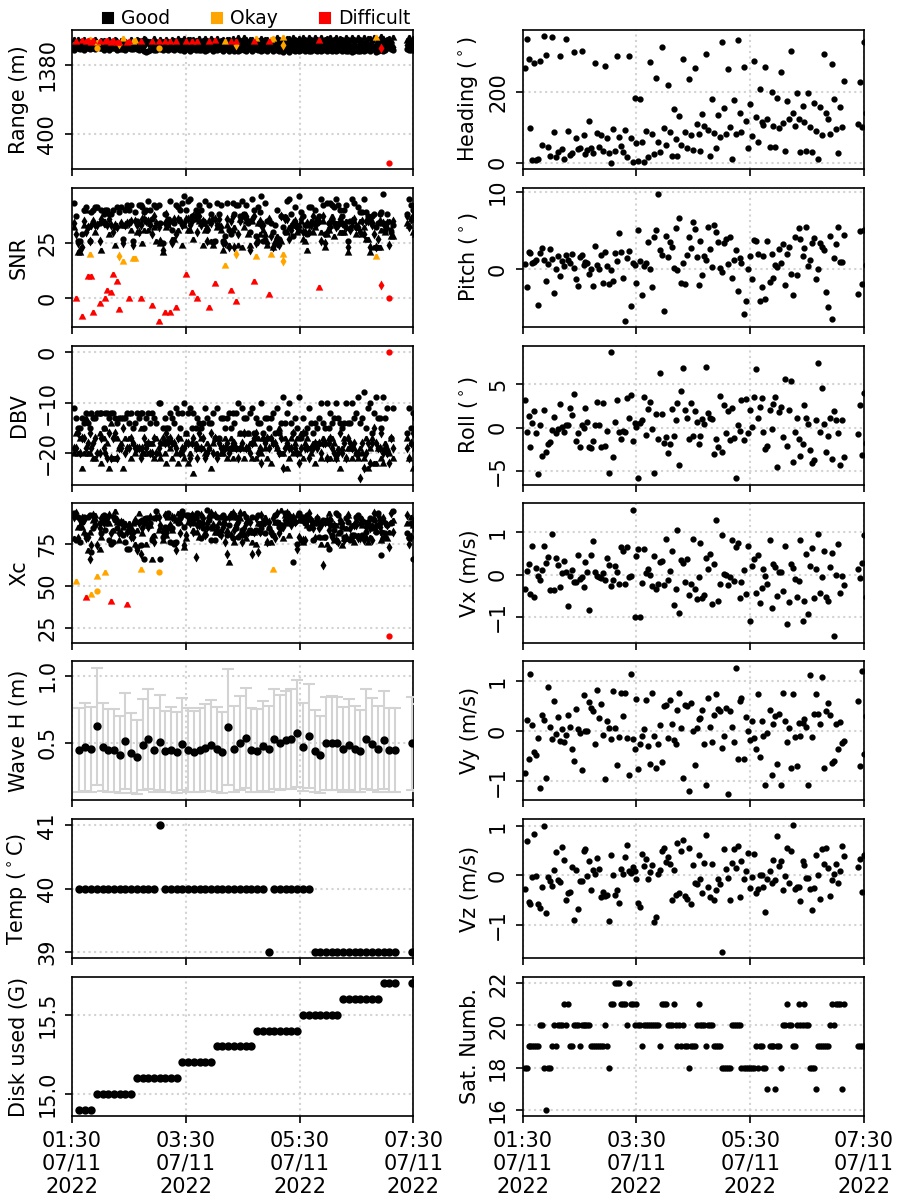 Good Okay Difficult
Range (m)
1380
400
Heading (°)
200
0
SNR
25
0
Pitch (°)
10
0
DBV
0
−10
−20
Roll (°)
5
0
−5
Xc
75
50
25
Vx (m/s)
1
0
−1
Wave H (m)
1.0
0.5
Vy (m/s)
1
0
−1
Temp (°C)
41
40
39
Vz (m/s)
1
0
−1
Disk used (G)
15.5
15.0
Sat. Numb.
22
20
18
16
01:30 03:30 05:30 07:30 01:30 03:30 05:30 07:30
07/11 07/11 07/11 07/11 07/11 07/11 07/11 07/11
2022 2022 2022 2022 2022 2022 2022 2022